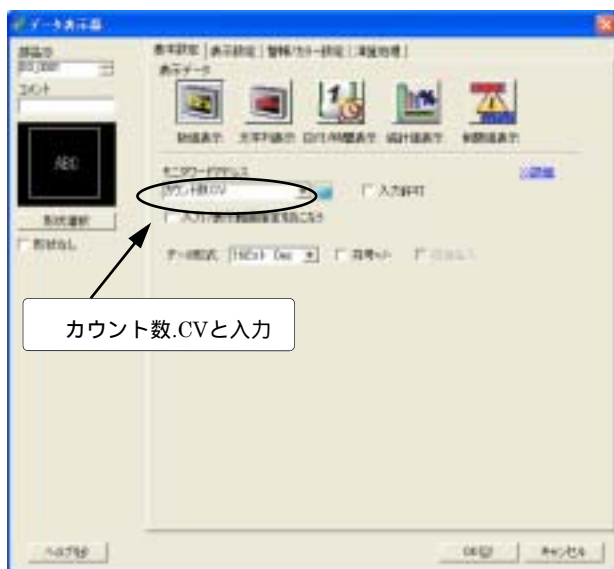 データ表示器
部品ID
コメント
ABC
形状選択
形状なし
基本設定 表示設定 警報/カラー設定 演算処理
表示データ
数値表示 文字列表示 日付/時間表示 統計値表示 制限値表示
モニタワードアドレス
>>詳細
カウント数.CV
入力許可
データ形式 16ビット Dec 符号+/-
カウント数.CVと入力
ヘルプ(H)
OK(O) キャンセル